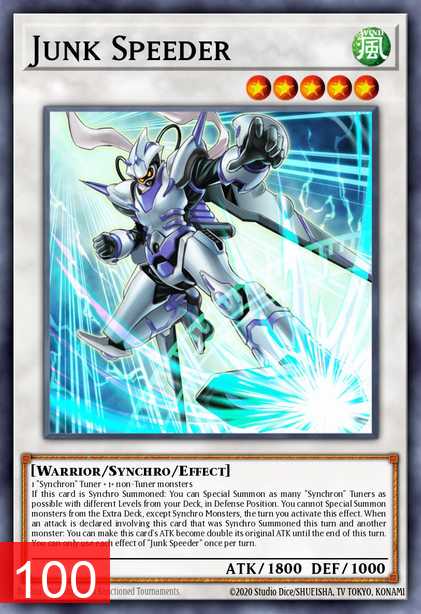 JUNK SPEEDER
WIND
風
[WARRIOR/SYNCHRO/EFFECT]
1 "Synchron" Tuner + 1+ non-Tuner monsters
If this card is Synchro Summoned: You can Special Summon as many "Synchron" Tuners as
possible with different Levels from your Deck, in Defense Position. You cannot Special Summon
monsters from the Extra Deck, except Synchro Monsters, the turn you activate this effect. When
an attack is declared involving this card that was Synchro Summoned this turn and another
monster: You can make this card's ATK become double its original ATK until the end of this turn.
You can only use each effect of "Junk Speeder" once per turn.
ATK/1800 DEF/1000
100
Sanctioned Tournaments.
©2020 Studio Dice/SHUEISHA, TV TOKYO, KONAMI